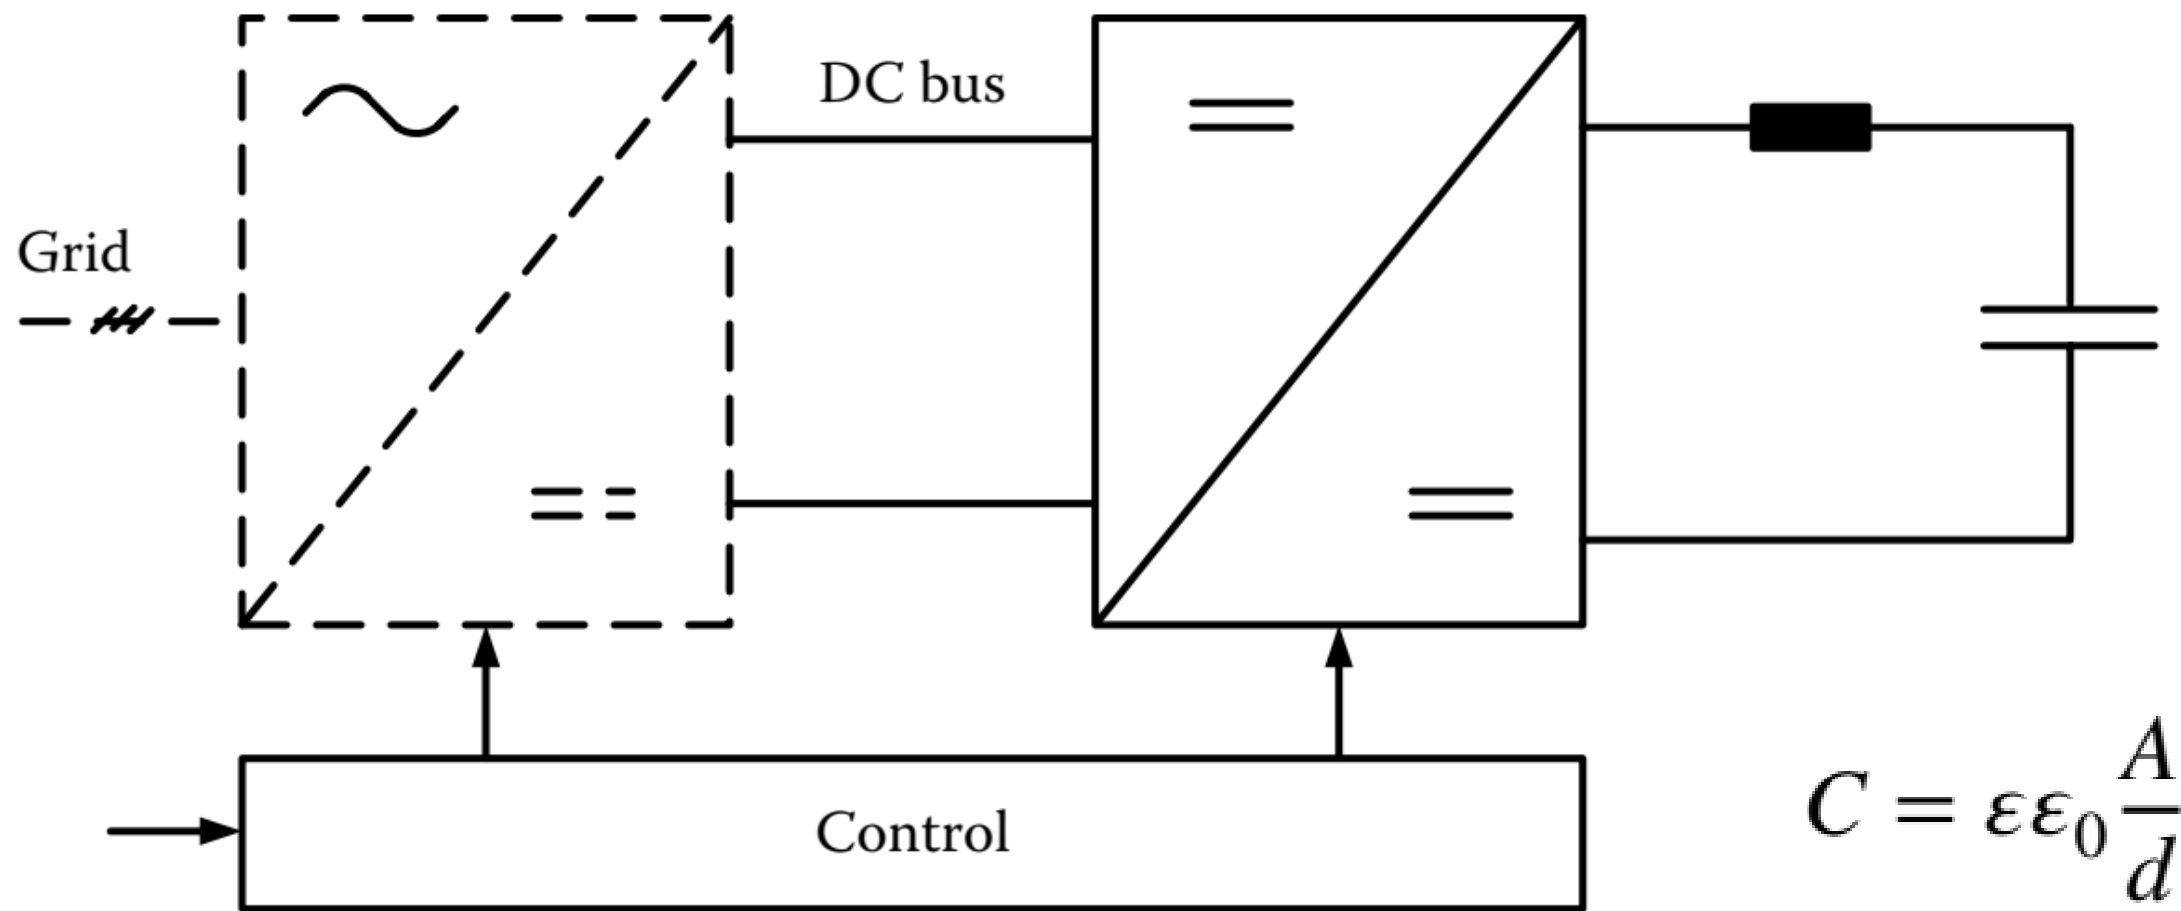 DC bus
Grid
Control
C = εε₀ A/d